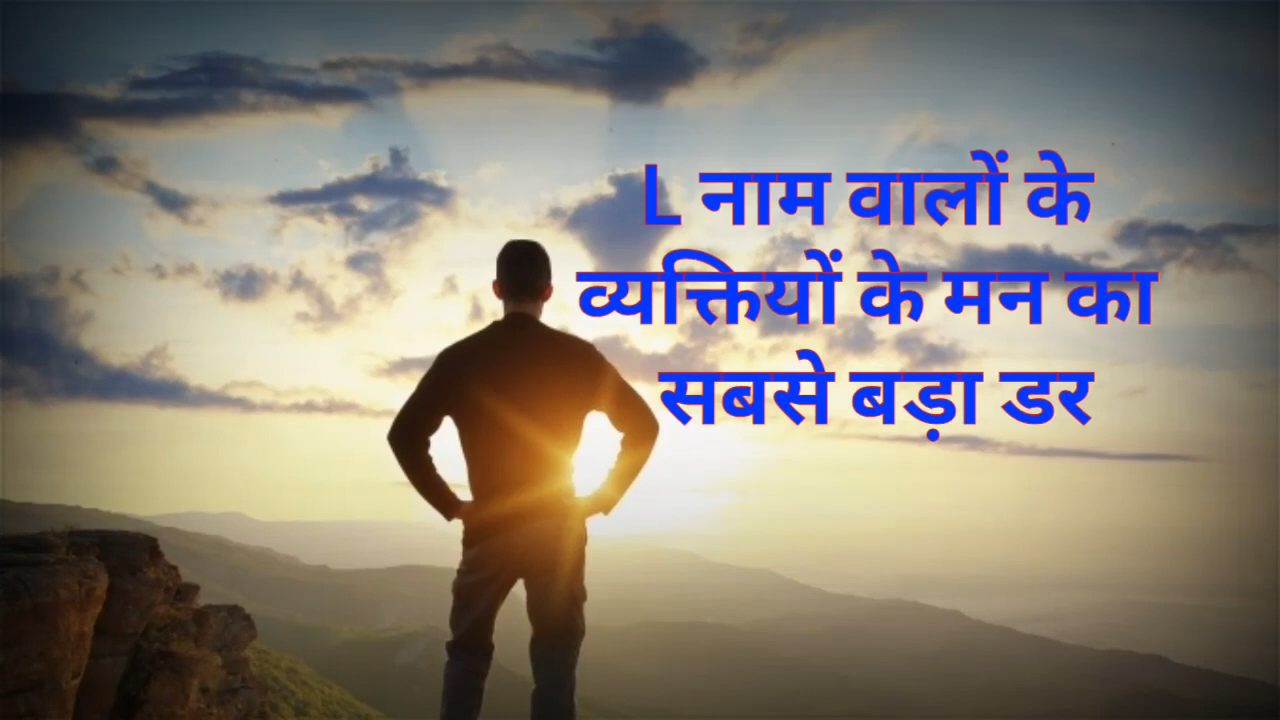 L नाम वालों के
व्यक्तियों के मन का
सबसे बड़ा डर